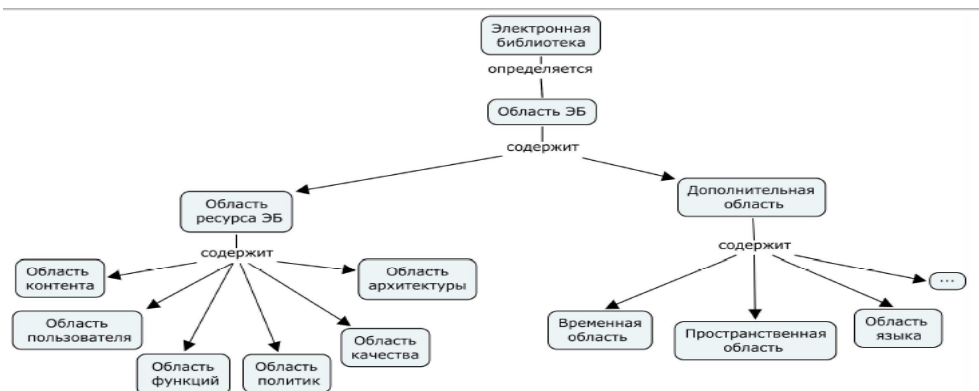 Электронная
библиотека
определяется
Область ЭБ
содержит
Область
ресурса ЭБ
содержит
Область
контента
Область
пользователя
Область
функций
Область
политик
Область
качества
Область
архитектуры
Дополнительная
область
содержит
Временная
область
Пространственная
область
Область
языка
...